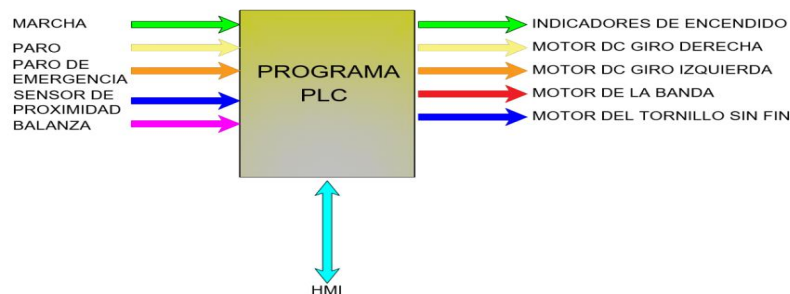 MARCHA
PARO
PARO DE
EMERGENCIA
SENSOR DE
PROXIMIDAD
BALANZA
PROGRAMA
PLC
INDICADORES DE ENCENDIDO
MOTOR DC GIRO DERECHA
MOTOR DC GIRO IZQUIERDA
MOTOR DE LA BANDA
MOTOR DEL TORNILLO SIN FIN
HMI